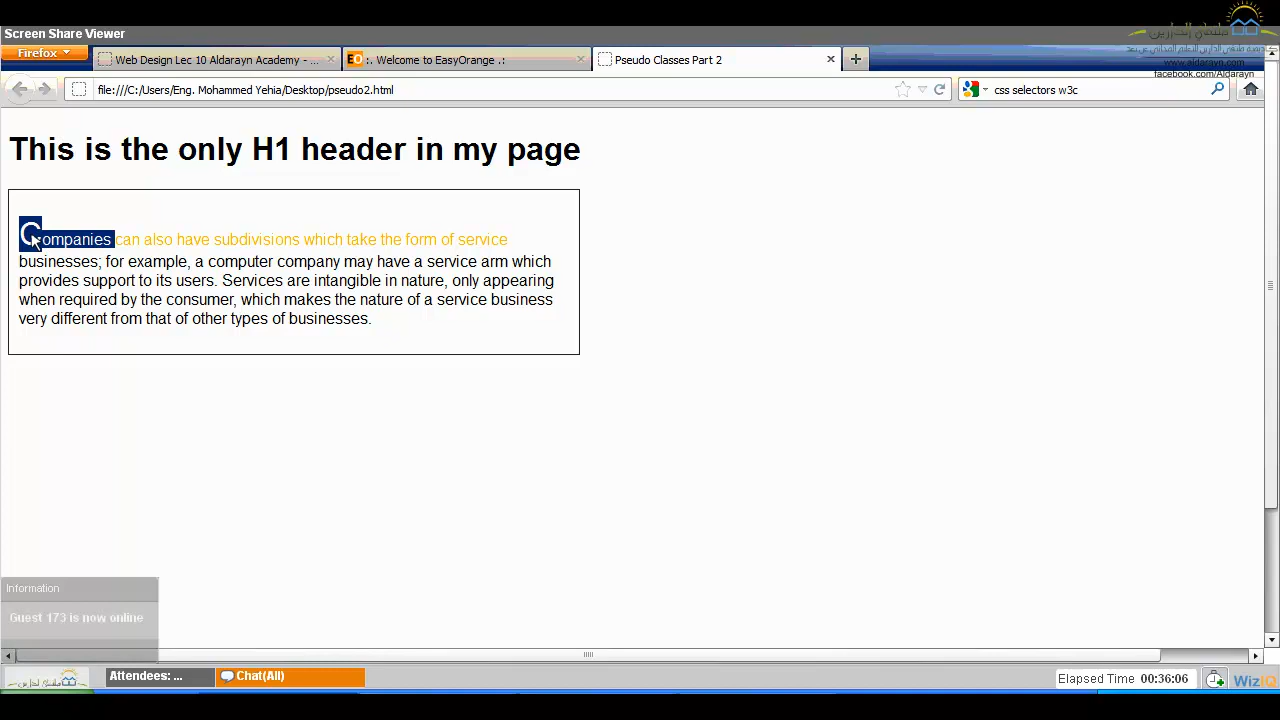 Screen Share Viewer
Firefox
Web Design Lec 10 Aldarayn Academy - ...
EO :. Welcome to EasyOrange .:
Pseudo Classes Part 2
www.aldarayn.com
facebook.com/Aldarayn
file:///C:/Users/Eng. Mohammed Yehia/Desktop/pseudo2.html
css selectors w3c
This is the only H1 header in my page
Companies can also have subdivisions which take the form of service
businesses; for example, a computer company may have a service arm which
provides support to its users. Services are intangible in nature, only appearing
when required by the consumer, which makes the nature of a service business
very different from that of other types of businesses.
Information
Guest 173 is now online
Attendees: ...
Chat(All)
Elapsed Time 00:36:06
WizIQ